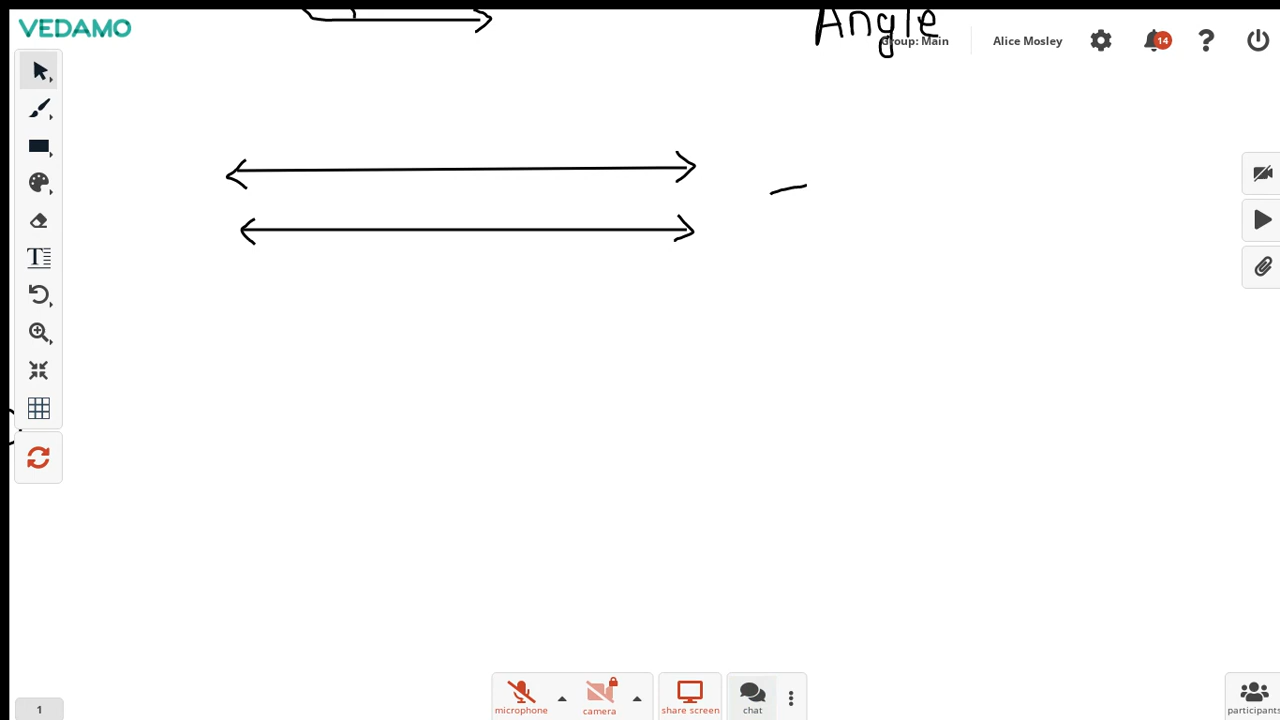 VEDAMO
Angle
Group: Main
Alice Mosley
14
?
T
1
microphone
camera
share screen
chat
participants